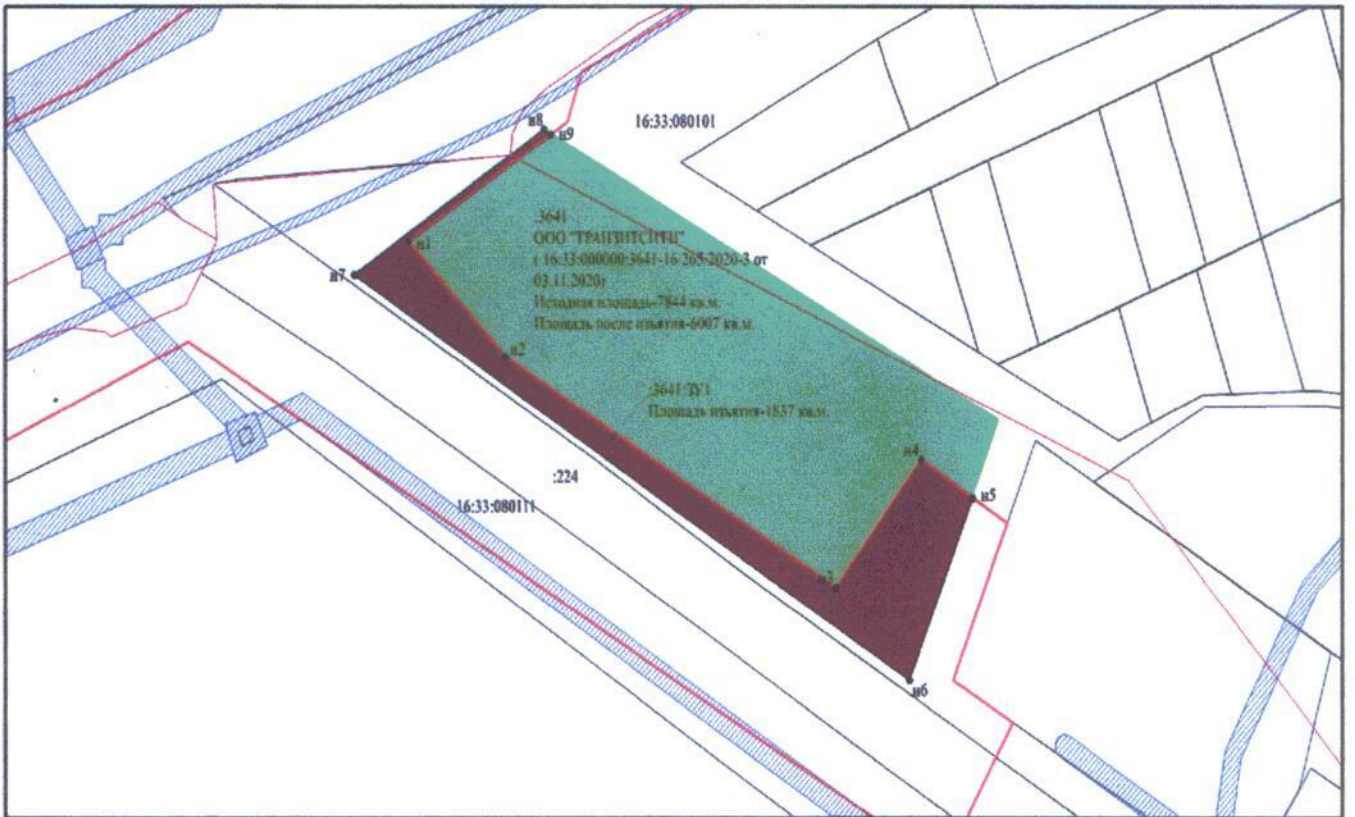 16:33:080101
н8
н9
:3641
ООО "ТРАНЗИТСИТИ"
г 16:33:000000:3641-16 265-2020-3 от
03.11.2020г
Исходная площадь-7844 кв.м.
Площадь после изъятия-6007 кв.м.
н1
н7
н2
:3641:ЗУ1
Площадь изъятия-1837 кв.м.
н4
:224
н5
16:33:080111
н3
н6